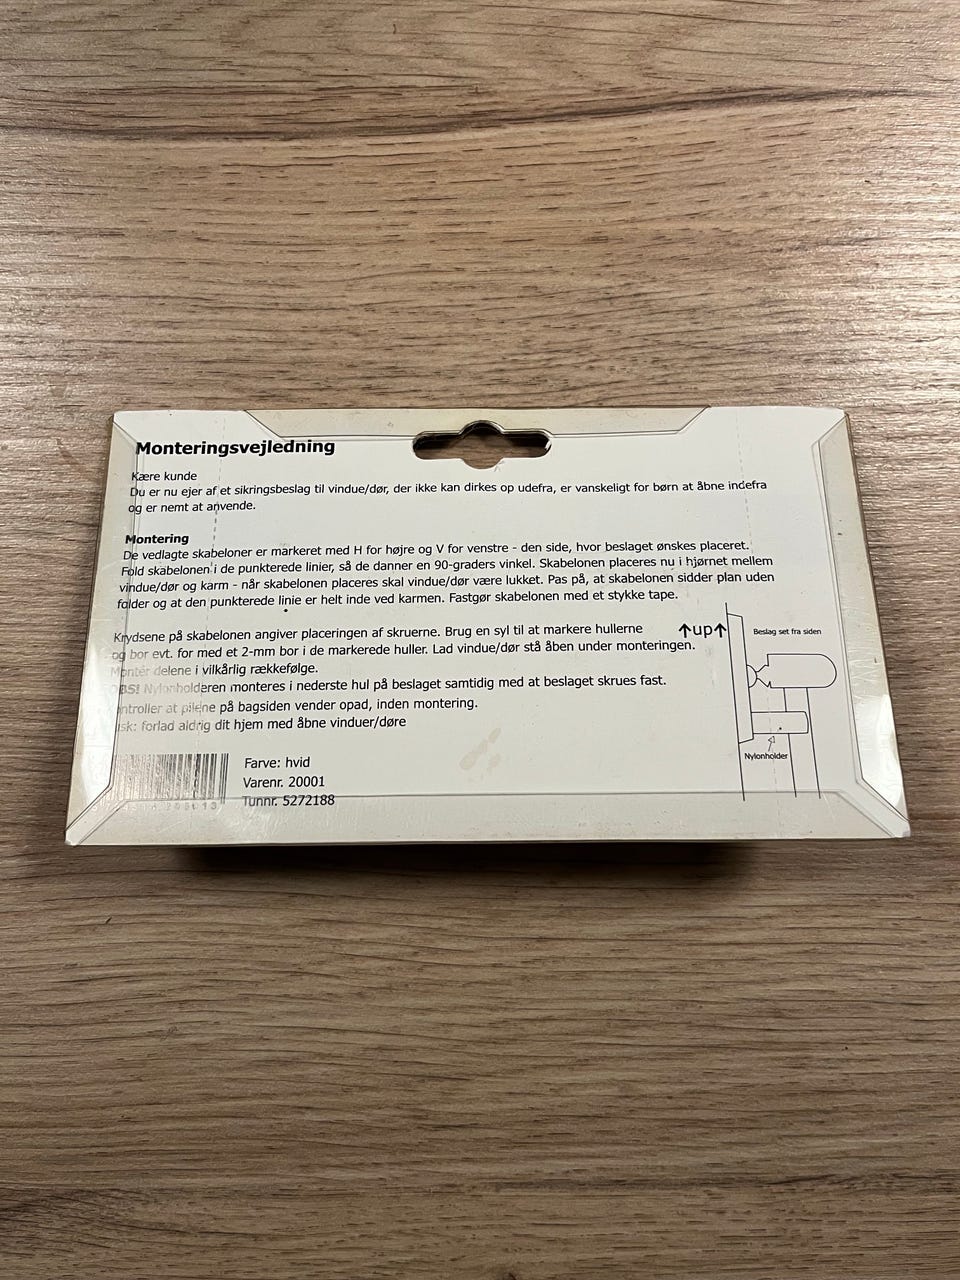 Monteringsvejledning
Kære kunde
Du er nu ejer af et sikringsbeslag til vindue/dør, der ikke kan dirkes op udefra, er vanskeligt for børn at åbne indefra
og er nemt at anvende.
Montering
De vedlagte skabeloner er markeret med H for højre og V for venstre - den side, hvor beslaget ønskes placeret.
Fold skabelonen i de punkterede linier, så de danner en 90-graders vinkel. Skabelonen placeres nu i hjørnet mellem
vindue/dør og karm - når skabelonen placeres skal vindue/dør være lukket. Pas på, at skabelonen sidder plan uden
folder og at den punkterede linie er helt inde ved karmen. Fastgør skabelonen med et stykke tape.
Krydsene på skabelonen angiver placeringen af skruerne. Brug en syl til at markere hullerne
og bor evt. for med et 2-mm bor i de markerede huller. Lad vindue/dør stå åben under monteringen.
Montér delene i vilkårlig rækkefølge.
OBS! Nylonholderen monteres i nederste hul på beslaget samtidig med at beslaget skrues fast.
ntroller at pilene på bagsiden vender opad, inden montering.
sk: forlad aldrig dit hjem med åbne vinduer/døre
↑up↑
Beslag set fra siden
Nylonholder
Farve: hvid
Varenr. 20001
Tunnr. 5272188